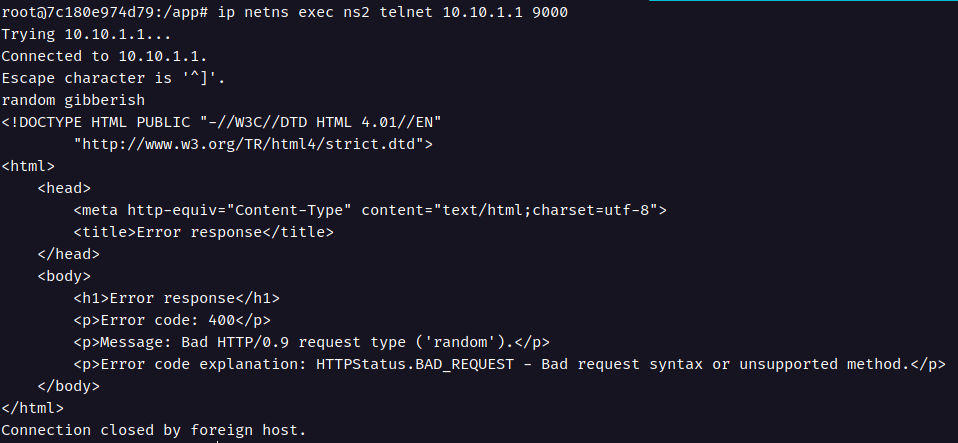 root@7c180e974d79:/app# ip netns exec ns2 telnet 10.10.1.1 9000
Trying 10.10.1.1...
Connected to 10.10.1.1.
Escape character is '^]'.
random gibberish
<!DOCTYPE HTML PUBLIC "-//W3C//DTD HTML 4.01//EN"
        "http://www.w3.org/TR/html4/strict.dtd">
<html>
    <head>
        <meta http-equiv="Content-Type" content="text/html;charset=utf-8">
        <title>Error response</title>
    </head>
    <body>
        <h1>Error response</h1>
        <p>Error code: 400</p>
        <p>Message: Bad HTTP/0.9 request type ('random').</p>
        <p>Error code explanation: HTTPStatus.BAD_REQUEST - Bad request syntax or unsupported method.</p>
    </body>
</html>
Connection closed by foreign host.